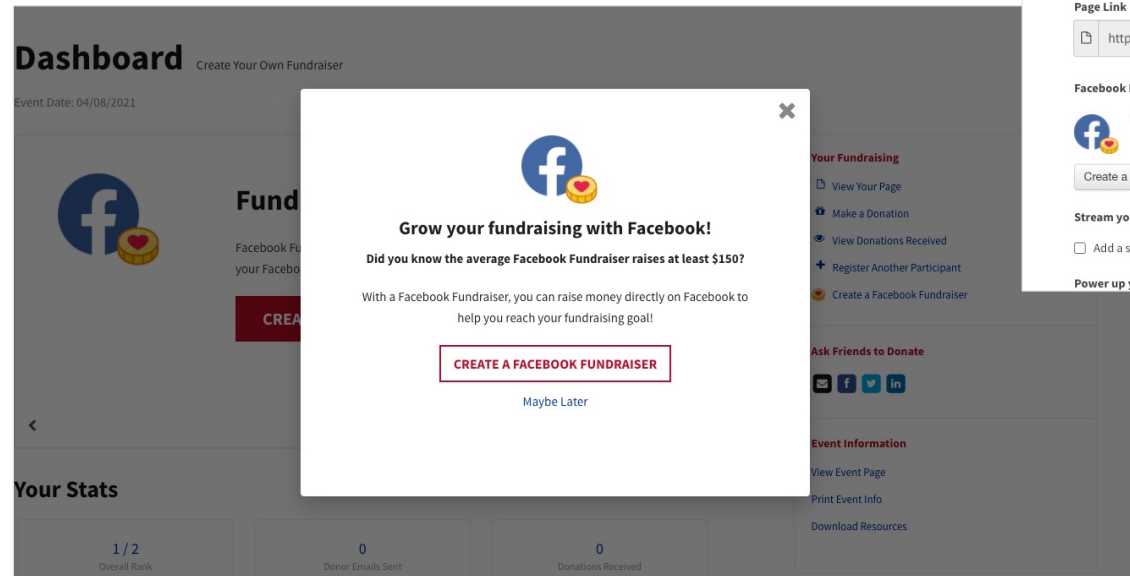 Dashboard Create Your Own Fundraiser
Event Date: 04/08/2021
Fund
Facebook Fu
your Facebo
CREA
Grow your fundraising with Facebook!
Did you know the average Facebook Fundraiser raises at least $150?
With a Facebook Fundraiser, you can raise money directly on Facebook to
help you reach your fundraising goal!
CREATE A FACEBOOK FUNDRAISER
Maybe Later
Your Fundraising
View Your Page
Make a Donation
View Donations Received
Register Another Participant
Create a Facebook Fundraiser
Ask Friends to Donate
Event Information
View Event Page
Print Event Info
Download Resources
Your Stats
1 / 2
Overall Rank
0
Donor Emails Sent
0
Donations Received
Page Link
http
Facebook
Create a
Stream yo
Add a s
Power up